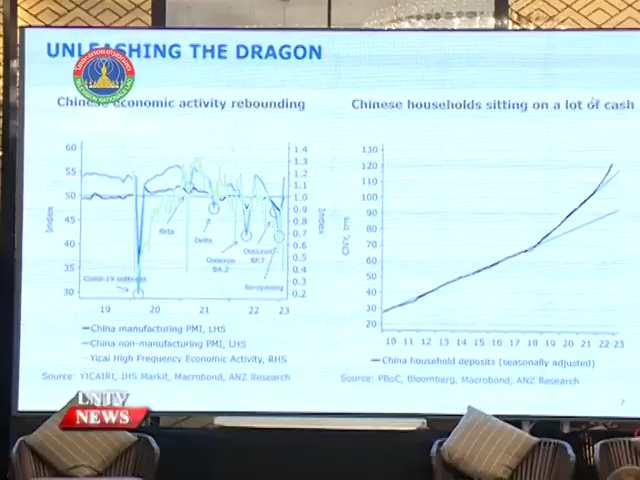 UNLEASHING THE DRAGON
Chinese economic activity rebounding
Chinese households sitting on a lot of cash
60
55
50
45
40
35
30
Index
1.4
1.3
1.2
1.1
1.0
0.9
0.8
0.7
0.6
0.5
0.4
0.3
0.2
Index
Beta
Delta
Omicron
BA.2
Omicron
BA.7
Covid-19 outbreak
Re-opening
19 20 21 22 23
China manufacturing PMI, LHS
China non-manufacturing PMI, LHS
Yicai High Frequency Economic Activity, RHS
Source: YICAIRI, IHS Markit, Macrobond, ANZ Research
130
120
110
100
90
80
70
60
50
40
30
20
CNY, trn
10 11 12 13 14 15 16 17 18 19 20 21 22 23
China household deposits (seasonally adjusted)
Source: PBoC, Bloomberg, Macrobond, ANZ Research
7
LNTV
NEWS